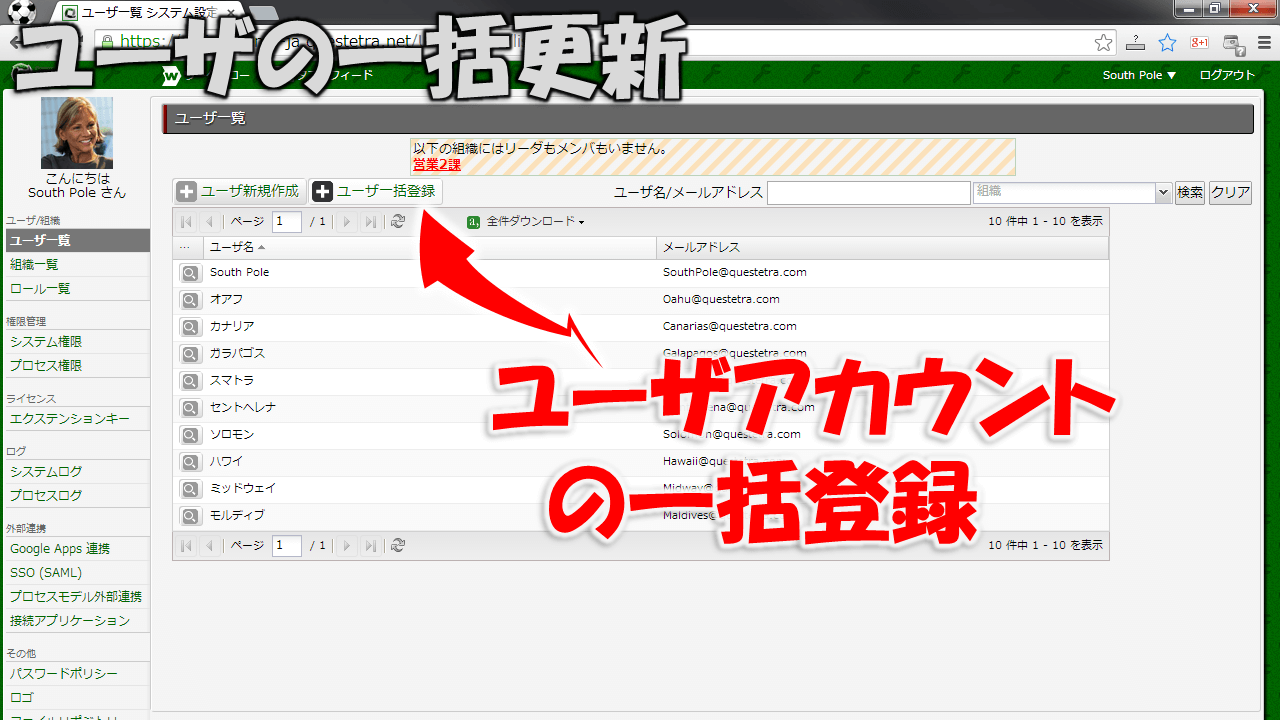 ユーザ一覧 システム設定
ユーザの一括更新
https:
ja.questetra.net
フィード
South Pole ▼
ログアウト
こんにちは
South Pole さん
ユーザ/組織
ユーザ一覧
組織一覧
ロール一覧
権限管理
システム権限
プロセス権限
ライセンス
エクステンションキー
ログ
システムログ
プロセスログ
外部連携
Google Apps 連携
SSO (SAML)
プロセスモデル外部連携
接続アプリケーション
その他
パスワードポリシー
ロゴ
ユーザ一覧
以下の組織にはリーダもメンバもいません。
営業2課
ユーザ新規作成 ユーザ一括登録 ユーザ名/メールアドレス 組織 検索 クリア
ページ 1 / 1 全件ダウンロード 10 件中 1 - 10 を表示
... ユーザ名 メールアドレス
South Pole SouthPole@questetra.com
オアフ Oahu@questetra.com
カナリア Canarias@questetra.com
ガラパゴス Galapagos@questetra.com
スマトラ
セントヘレナ
ソロモン
ハワイ
ミッドウェイ
モルディブ
ページ 1 / 1 10 件中 1 - 10 を表示
ユーザアカウント
の一括登録